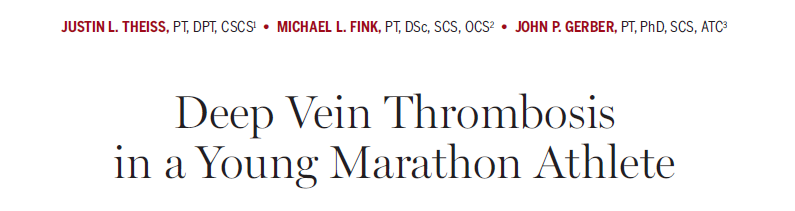 JUSTIN L. THEISS, PT, DPT, CSCS¹ • MICHAEL L. FINK, PT, DSc, SCS, OCS² • JOHN P. GERBER, PT, PhD, SCS, ATC³
Deep Vein Thrombosis
in a Young Marathon Athlete